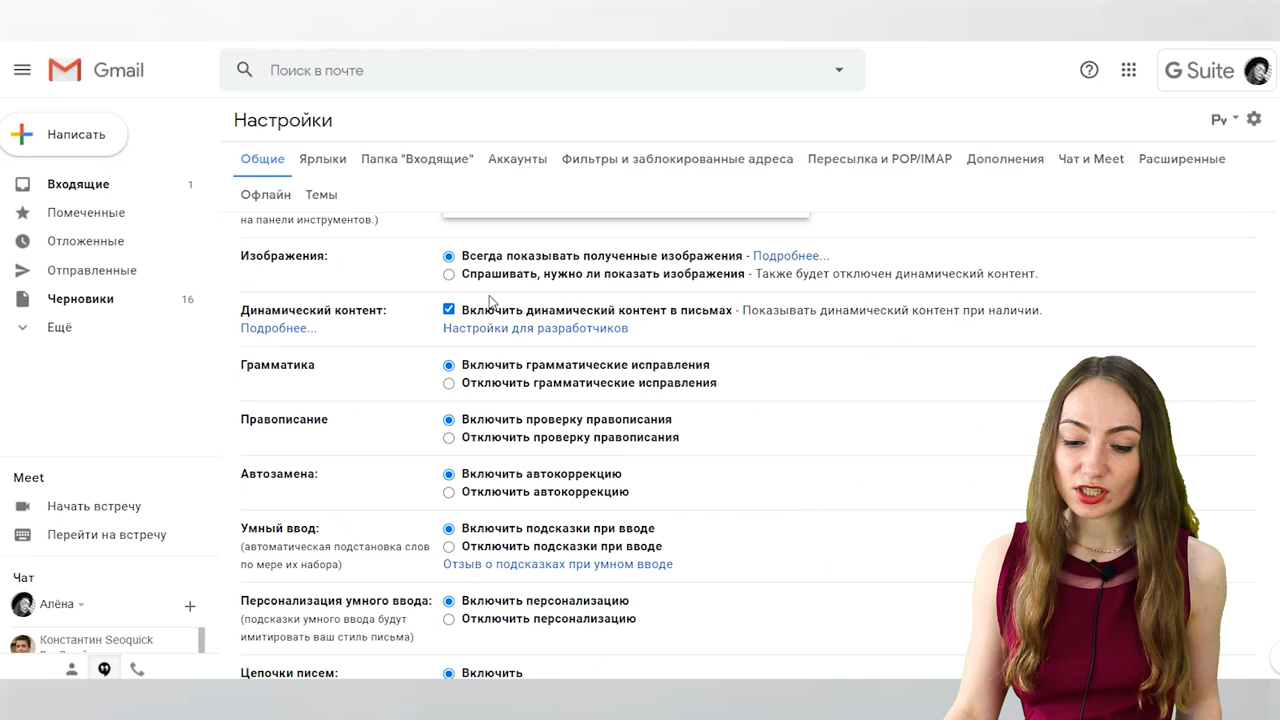 Gmail
Поиск в почте
G Suite
Написать
Входящие 1
Помеченные
Отложенные
Отправленные
Черновики 16
Ещё
Meet
Начать встречу
Перейти на встречу
Чат
Алёна
Константин Seoquick
Настройки
Ру
Общие Ярлыки Папка "Входящие" Аккаунты Фильтры и заблокированные адреса Пересылка и POP/IMAP Дополнения Чат и Meet Расширенные
Офлайн Темы
на панели инструментов.)
Изображения: Всегда показывать полученные изображения - Подробнее...
Спрашивать, нужно ли показать изображения - Также будет отключен динамический контент.
Динамический контент: Включить динамический контент в письмах - Показывать динамический контент при наличии.
Подробнее... Настройки для разработчиков
Грамматика Включить грамматические исправления
Отключить грамматические исправления
Правописание Включить проверку правописания
Отключить проверку правописания
Автозамена: Включить автокоррекцию
Отключить автокоррекцию
Умный ввод: Включить подсказки при вводе
(автоматическая подстановка слов Отключить подсказки при вводе
по мере их набора) Отзыв о подсказках при умном вводе
Персонализация умного ввода: Включить персонализацию
(подсказки умного ввода будут Отключить персонализацию
имитировать ваш стиль письма)
Цепочки писем: Включить